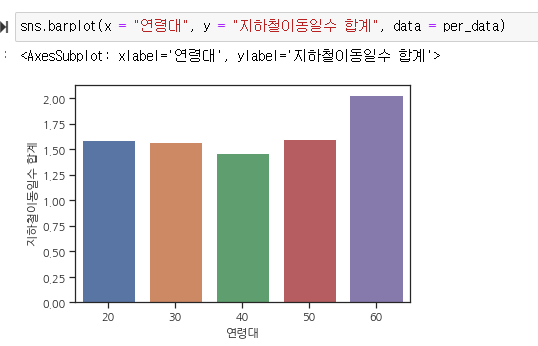 sns.barplot(x = "연령대", y = "지하철이동일수 합계", data = per_data)
: <AxesSubplot: xlabel='연령대', ylabel='지하철이동일수 합계'>
지하철이동일수 합계
2.00
1.75
1.50
1.25
1.00
0.75
0.50
0.25
0.00
20 30 40 50 60
연령대